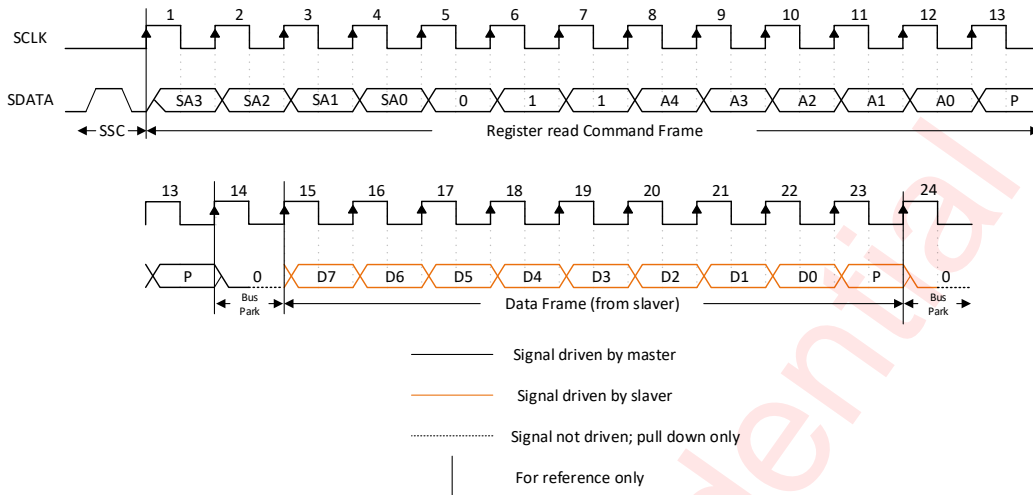 1 2 3 4 5 6 7 8 9 10 11 12 13
SCLK
SDATA SA3 SA2 SA1 SA0 0 1 1 A4 A3 A2 A1 A0 P
SSC Register read Command Frame
13 14 15 16 17 18 19 20 21 22 23 24
P 0 D7 D6 D5 D4 D3 D2 D1 D0 P 0
Bus Park Data Frame (from slaver) Bus Park
Signal driven by master
Signal driven by slaver
Signal not driven; pull down only
For reference only
ential